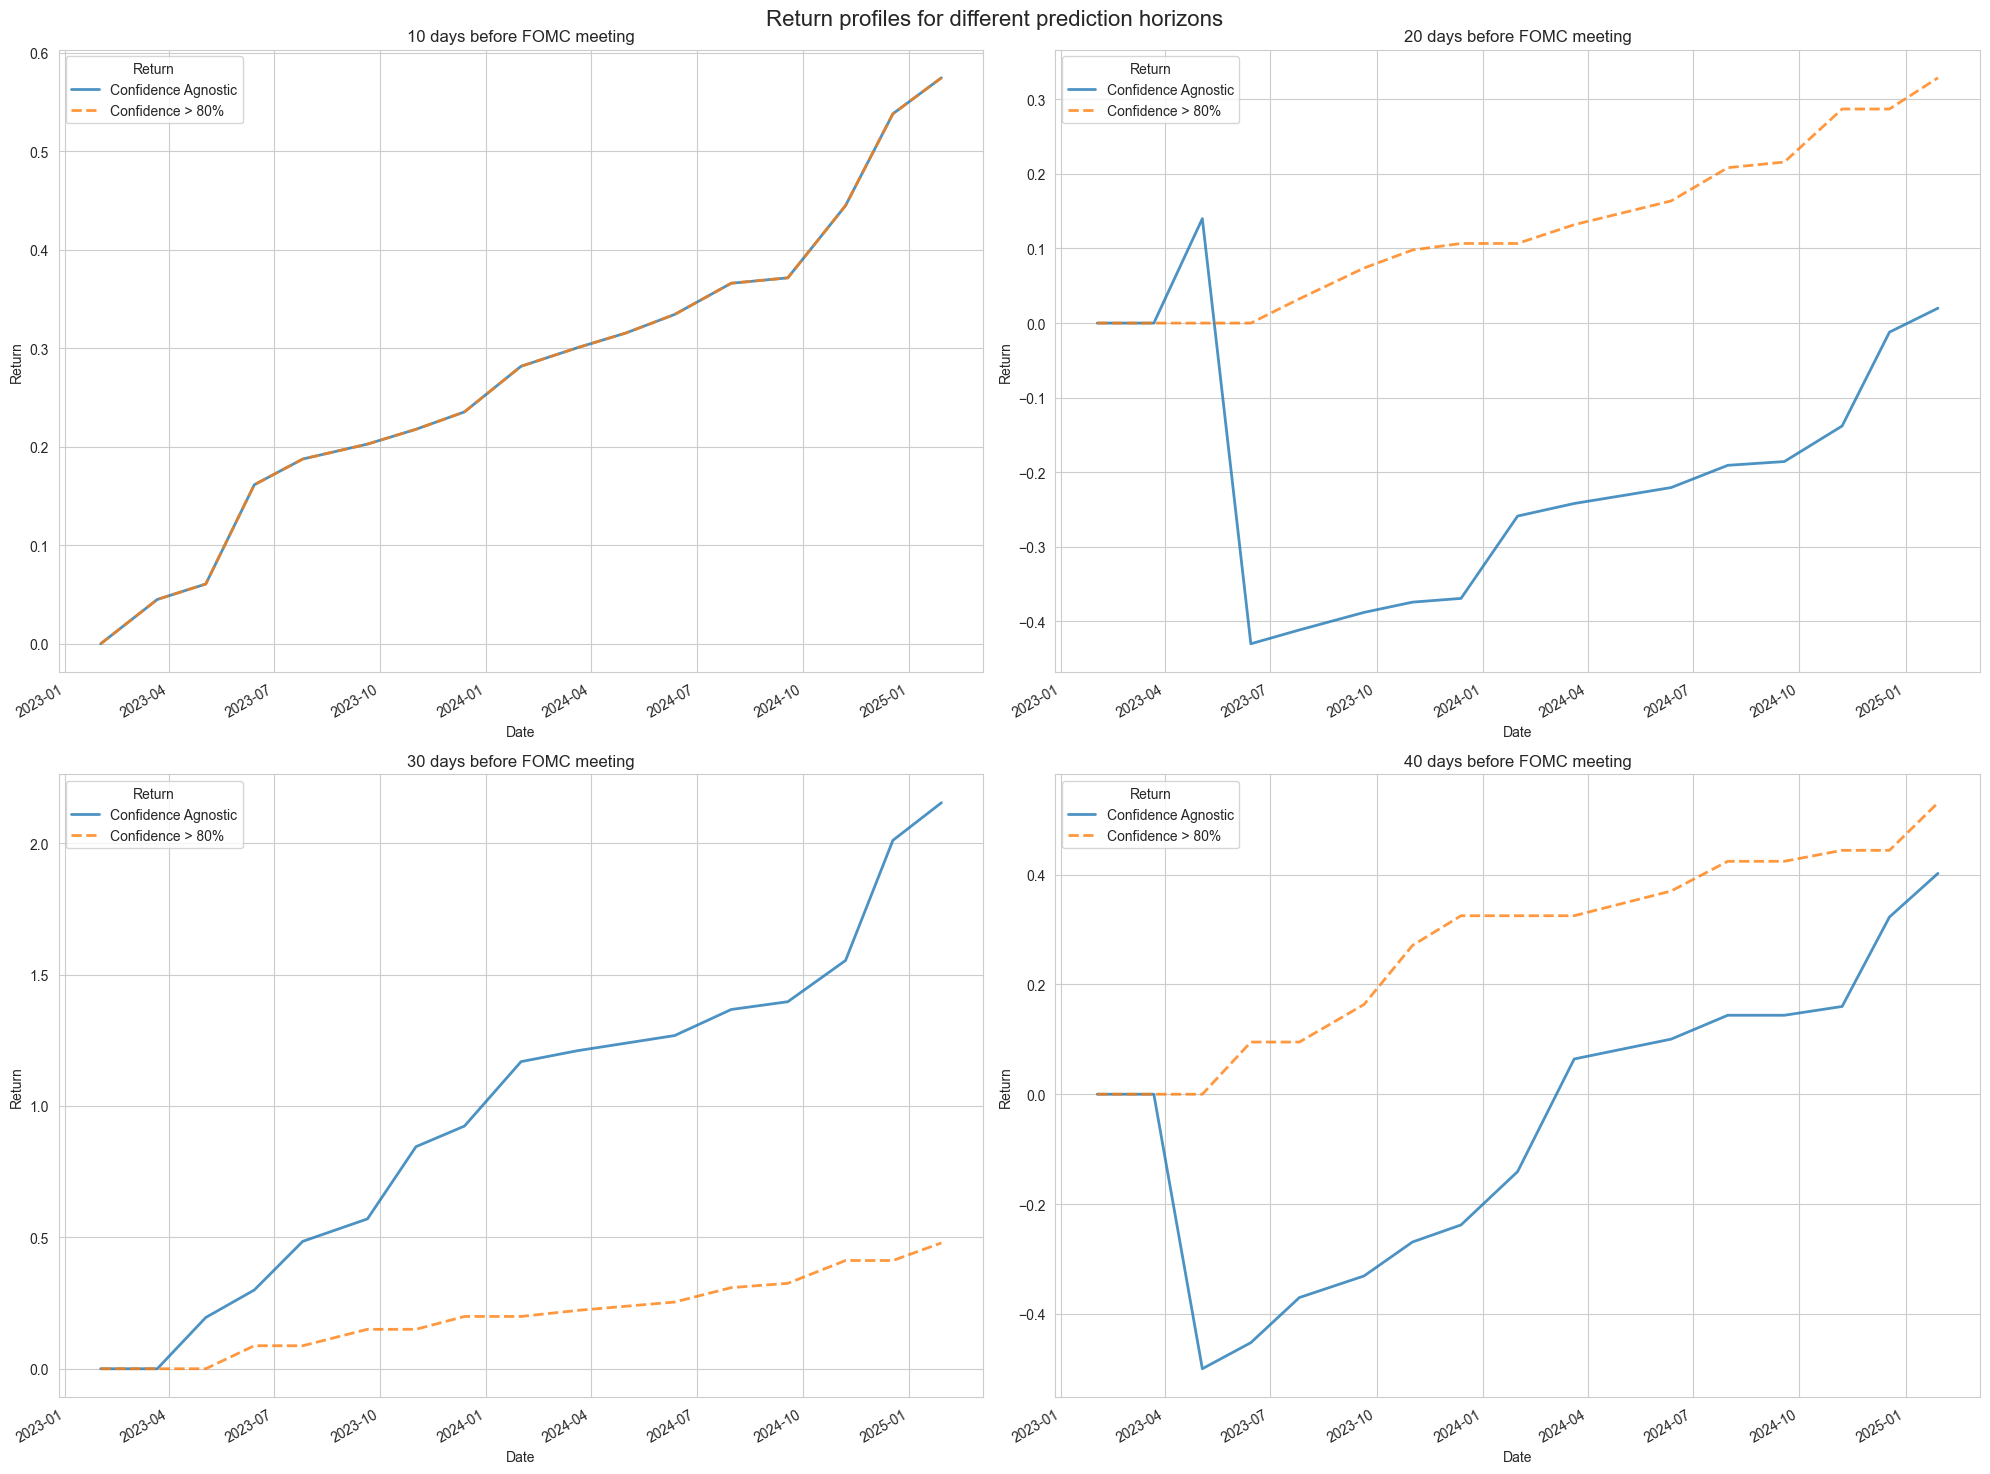 Return profiles for different prediction horizons
10 days before FOMC meeting
Return
Confidence Agnostic
Confidence > 80%
0.6
0.5
0.4
0.3
0.2
0.1
0.0
Return
2023-01
2023-04
2023-07
2023-10
2024-01
2024-04
2024-07
2024-10
2025-01
Date
20 days before FOMC meeting
Return
Confidence Agnostic
Confidence > 80%
0.3
0.2
0.1
0.0
−0.1
−0.2
−0.3
−0.4
Return
2023-01
2023-04
2023-07
2023-10
2024-01
2024-04
2024-07
2024-10
2025-01
Date
30 days before FOMC meeting
Return
Confidence Agnostic
Confidence > 80%
2.0
1.5
1.0
0.5
0.0
Return
2023-01
2023-04
2023-07
2023-10
2024-01
2024-04
2024-07
2024-10
2025-01
Date
40 days before FOMC meeting
Return
Confidence Agnostic
Confidence > 80%
0.4
0.2
0.0
−0.2
−0.4
Return
2023-01
2023-04
2023-07
2023-10
2024-01
2024-04
2024-07
2024-10
2025-01
Date